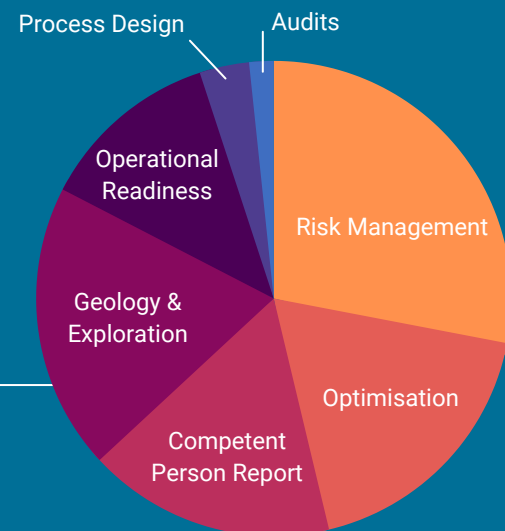 Process Design
Audits
Operational
Readiness
Risk Management
Geology &
Exploration
Optimisation
Competent
Person Report